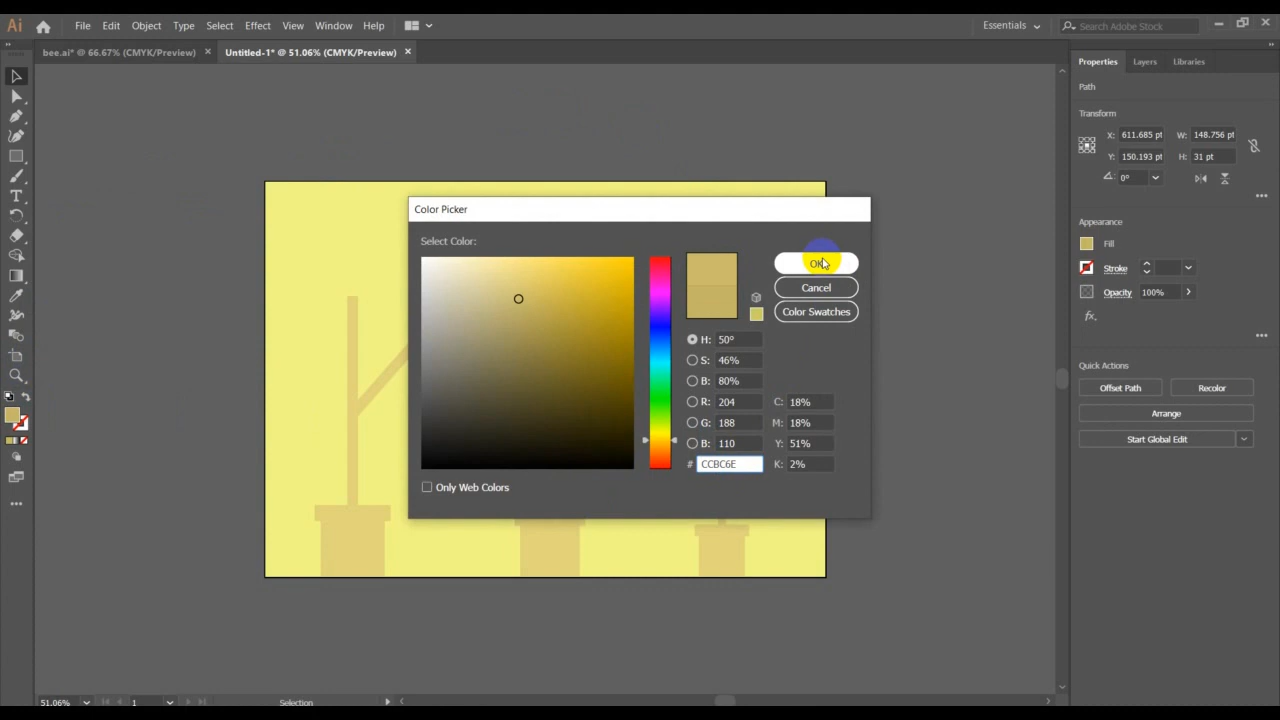 Ai File Edit Object Type Select Effect View Window Help Essentials Search Adobe Stock
bee.ai* @ 66.67% (CMYK/Preview) × Untitled-1* @ 51.06% (CMYK/Preview) ×
Properties Layers Libraries
Path
Transform
X: 611.685 pt W: 148.756 pt
Y: 150.193 pt H: 31 pt
0°
Appearance
Fill
Stroke
Opacity 100%
fx.
Quick Actions
Offset Path Recolor
Arrange
Start Global Edit
Color Picker
Select Color:
OK
Cancel
Color Swatches
H: 50°
S: 46%
B: 80%
R: 204 C: 18%
G: 188 M: 18%
B: 110 Y: 51%
# CCBC6E K: 2%
Only Web Colors
51.06% 1 Selection